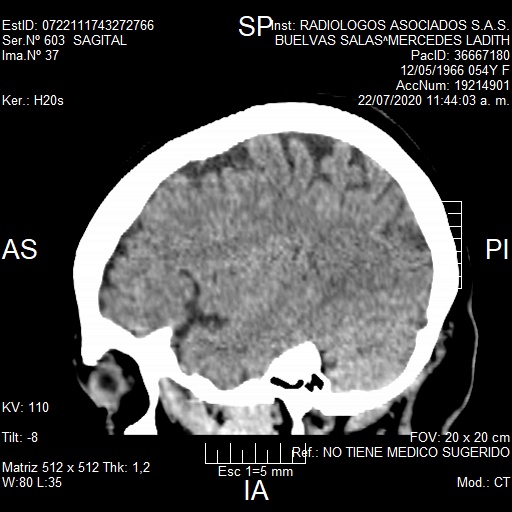 EstID: 0722111743272766
Ser.Nº 603 SAGITAL
Ima.Nº 37
Ker.: H20s
SP
Inst: RADIOLOGOS ASOCIADOS S.A.S.
BUELVAS SALAS^MERCEDES LADITH
PacID: 36667180
12/05/1966 054Y F
AccNum: 19214901
22/07/2020 11:44:03 a. m.
AS
PI
KV: 110
Tilt: -8
Matriz 512 x 512 Thk: 1,2
W:80 L:35
Esc 1=5 mm
IA
FOV: 20 x 20 cm
Ref.: NO TIENE MEDICO SUGERIDO
Mod.: CT